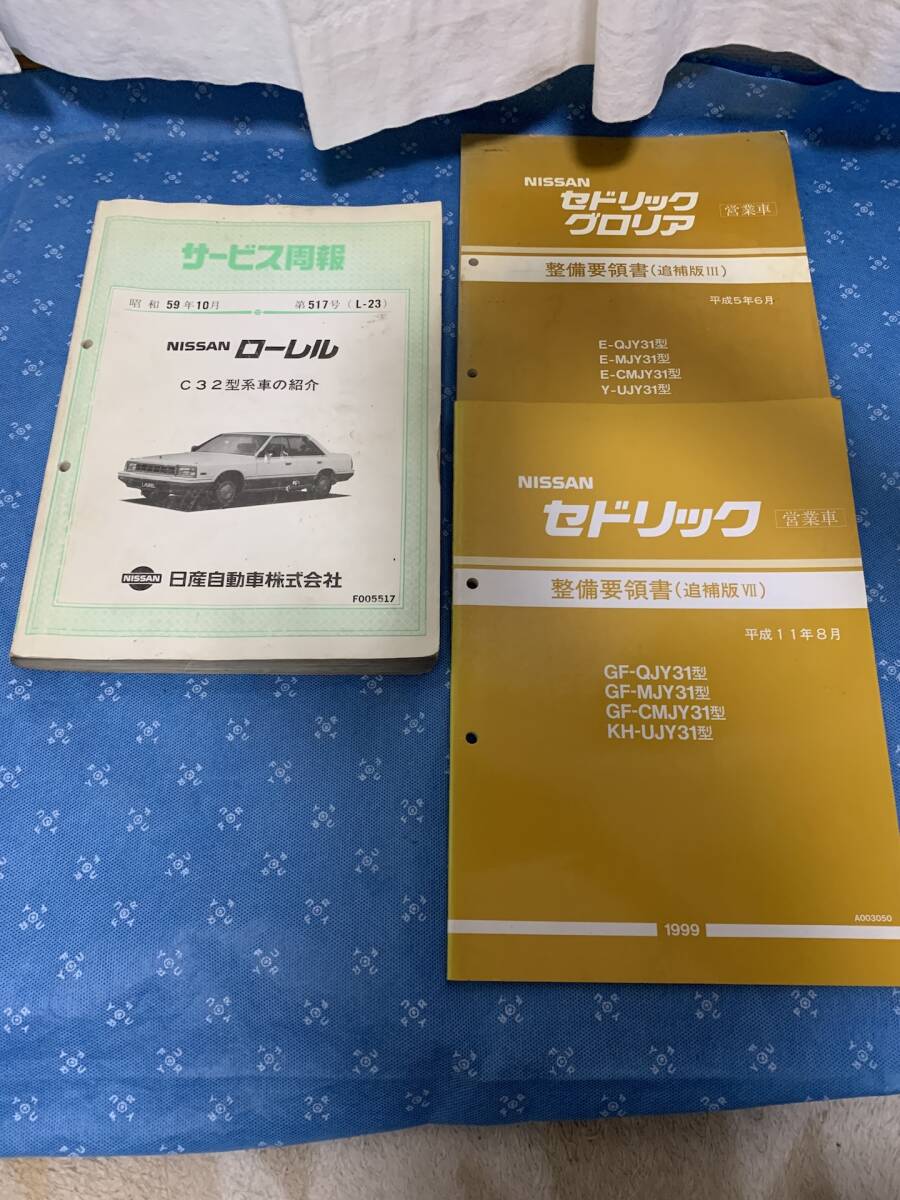 サービス周報
昭和59年10月 第517号(L-23)
NISSAN ローレル
C32型系車の紹介
NISSAN 日産自動車株式会社
F005517
NISSAN
セドリック
グロリア
営業車
整備要領書(追補版III)
平成5年6月
E-QJY31型
E-MJY31型
E-CMJY31型
Y-UJY31型
NISSAN
セドリック 営業車
整備要領書(追補版VII)
平成11年8月
GF-QJY31型
GF-MJY31型
GF-CMJY31型
KH-UJY31型
A003050
1999